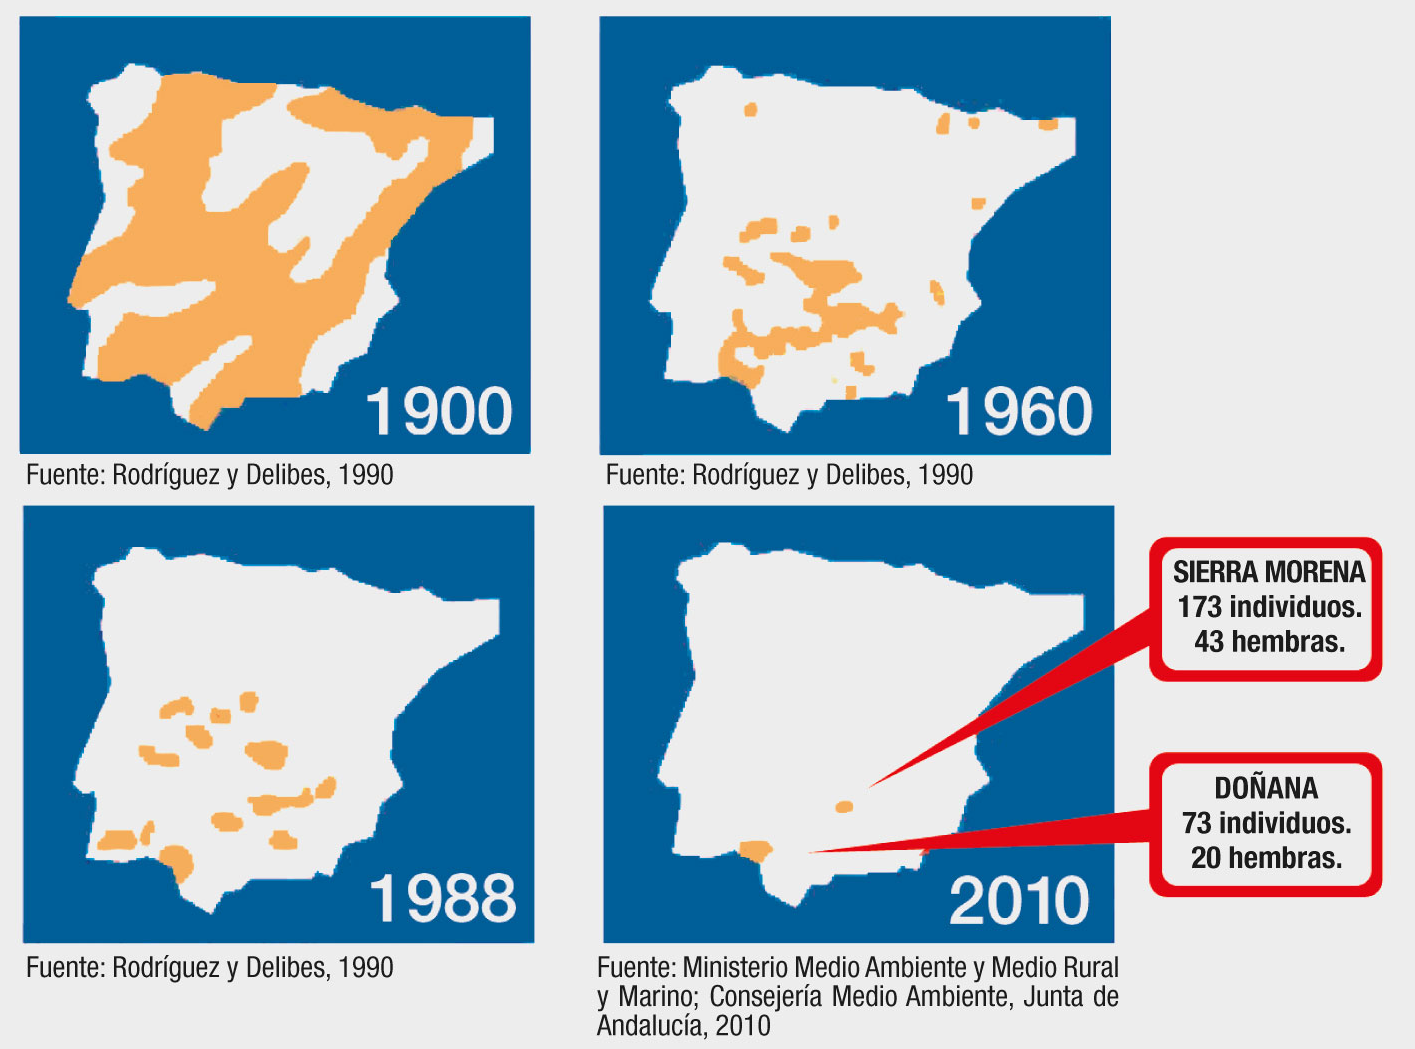 1900
Fuente: Rodríguez y Delibes, 1990
1960
Fuente: Rodríguez y Delibes, 1990
1988
Fuente: Rodríguez y Delibes, 1990
2010
SIERRA MORENA
173 individuos.
43 hembras.
DOÑANA
73 individuos.
20 hembras.
Fuente: Ministerio Medio Ambiente y Medio Rural
y Marino; Consejería Medio Ambiente, Junta de
Andalucía, 2010